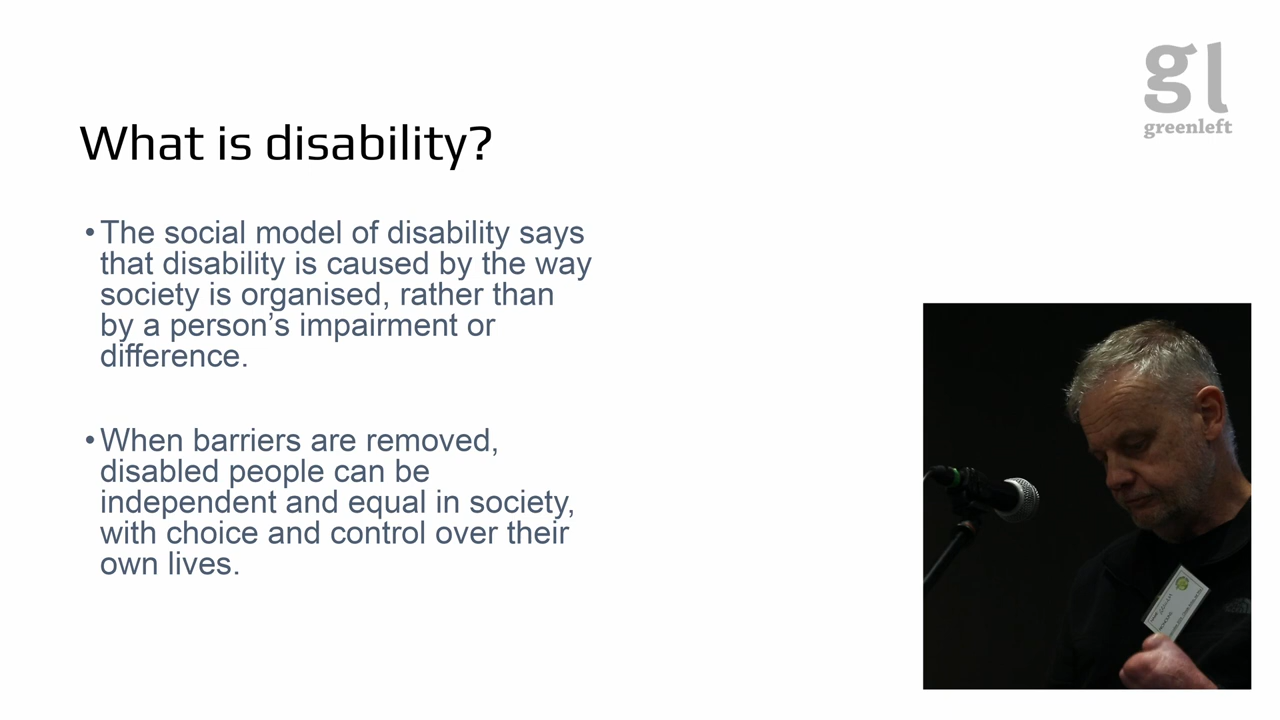 gl
greenleft
What is disability?
•The social model of disability says
that disability is caused by the way
society is organised, rather than
by a person’s impairment or
difference.
•When barriers are removed,
disabled people can be
independent and equal in society,
with choice and control over their
own lives.